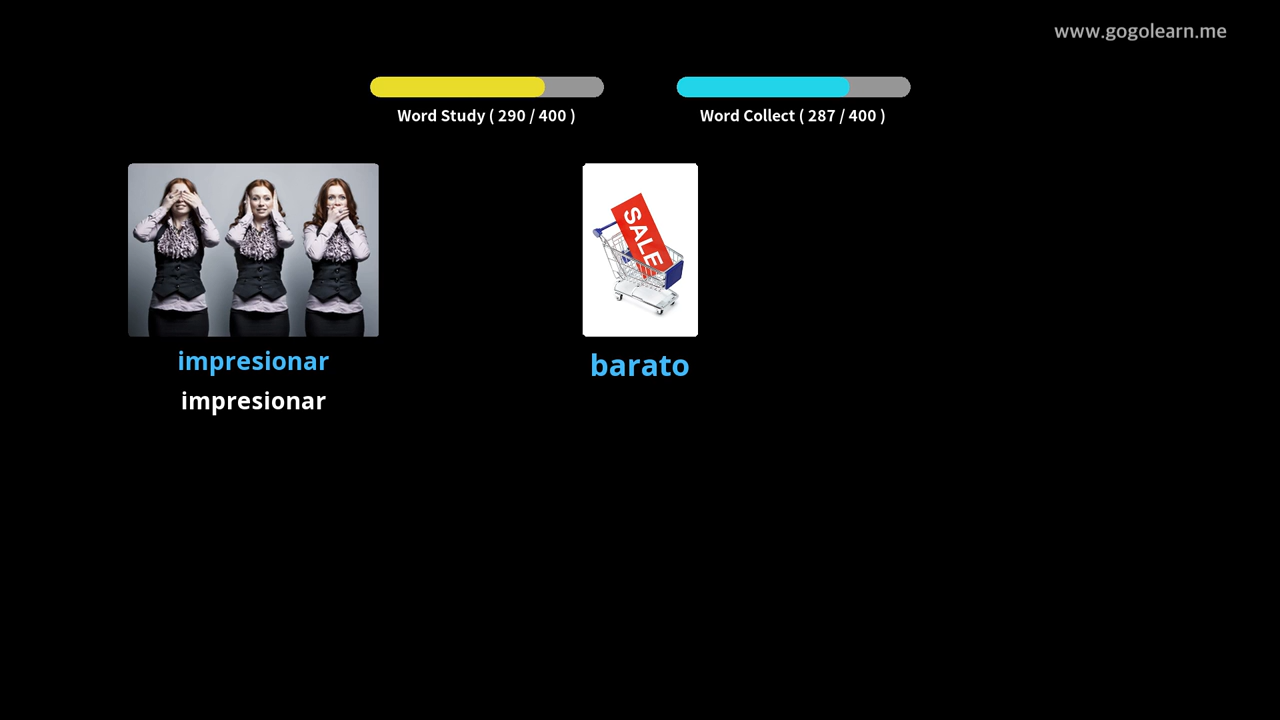 www.gogolearn.me
Word Study ( 290 / 400 )
Word Collect ( 287 / 400 )
SALE
impresionar
barato
impresionar